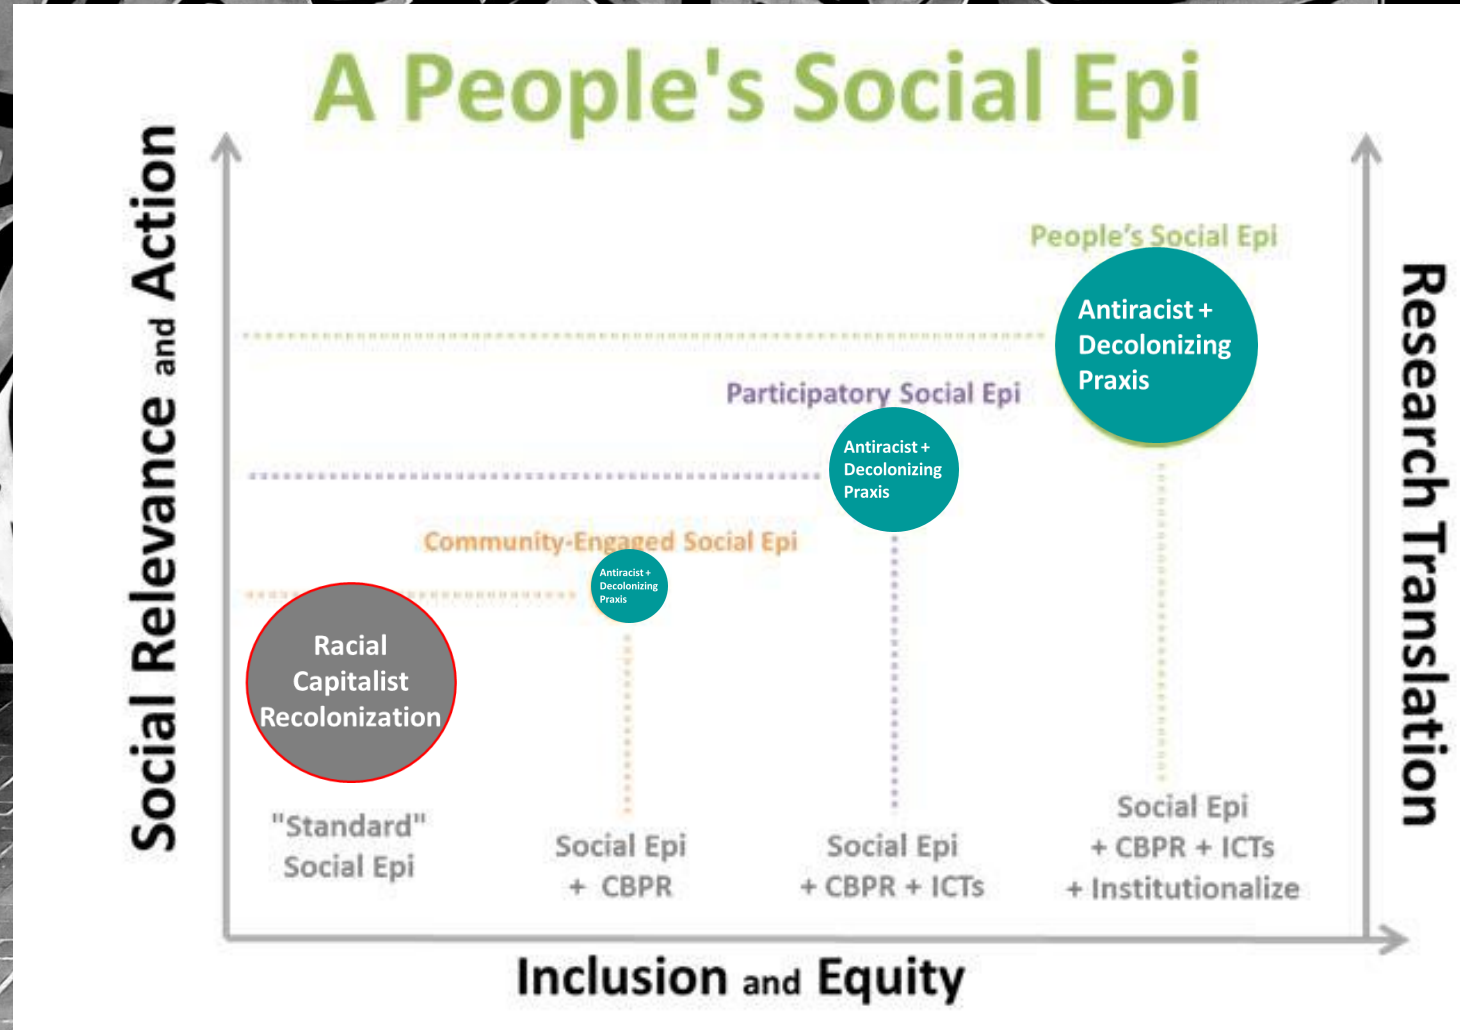 A People's Social Epi
Social Relevance and Action
Research Translation
People's Social Epi
Antiracist +
Decolonizing
Praxis
Participatory Social Epi
Antiracist +
Decolonizing
Praxis
Community-Engaged Social Epi
Antiracist +
Decolonizing
Praxis
Racial
Capitalist
Recolonization
"Standard"
Social Epi
Social Epi
+ CBPR
Social Epi
+ CBPR + ICTs
Social Epi
+ CBPR + ICTs
+ Institutionalize
Inclusion and Equity